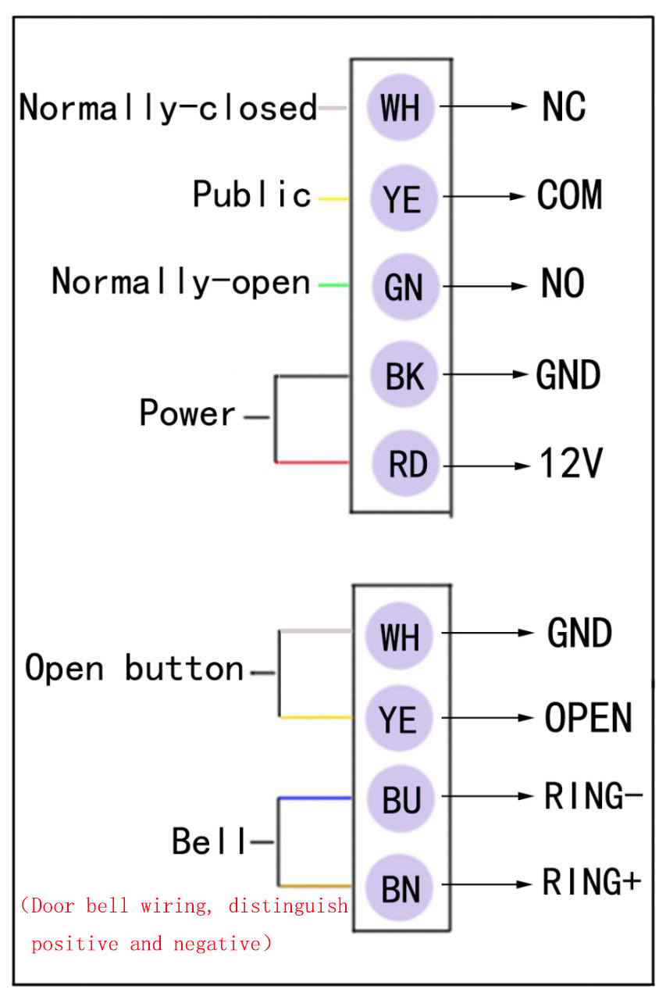 Normally-closed WH NC
Public YE COM
Normally-open GN NO
BK GND
Power
RD 12V
WH GND
Open button
YE OPEN
BU RING-
Bell
BN RING+
(Door bell wiring, distinguish
positive and negative)